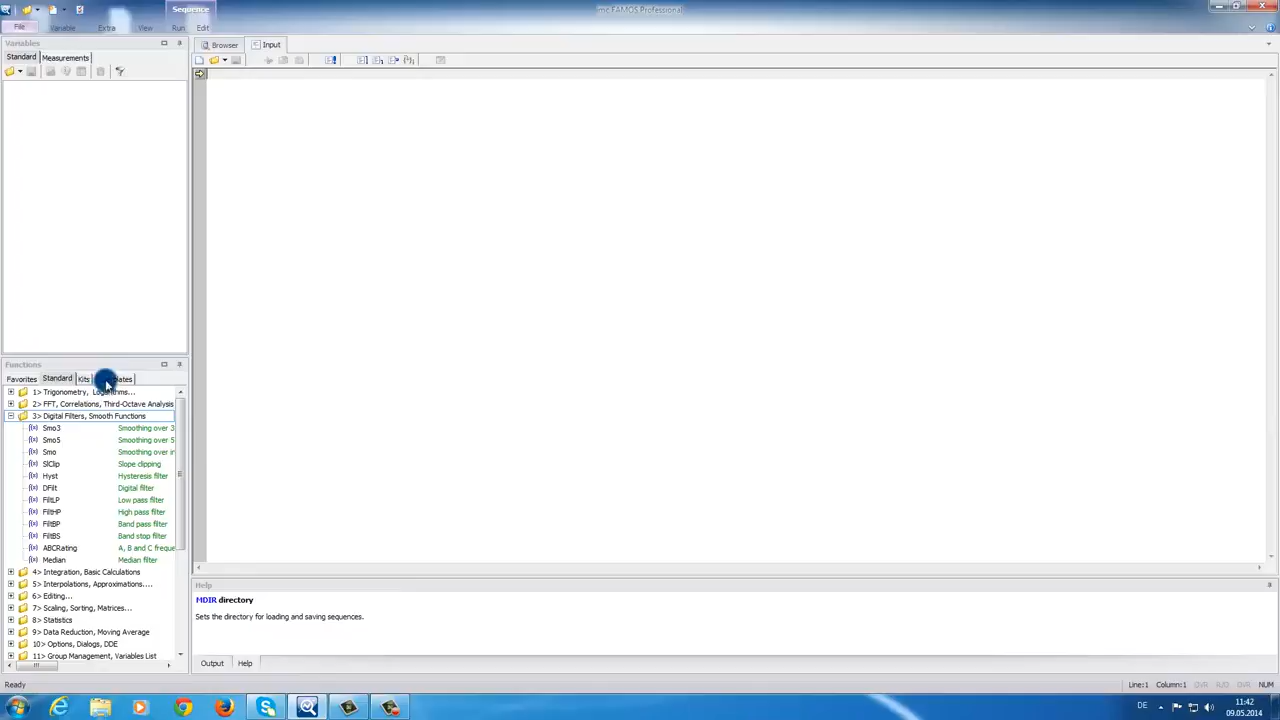 imc FAMOS Professional
Sequence
File Variable Extra View Run Edit
Variables
Standard Measurements
Browser Input
Functions
Favorites Standard Kits
1> Trigonometry, Logarithms...
2> FFT, Correlations, Third-Octave Analysis
3> Digital Filters, Smooth Functions
Smo3 Smoothing over 3
Smo5 Smoothing over 5
Smo Smoothing over in
SlClip Slope clipping
Hyst Hysteresis filter
DFilt Digital filter
FiltLP Low pass filter
FiltHP High pass filter
FiltBP Band pass filter
FiltBS Band stop filter
ABCRating A, B and C freque
Median Median filter
4> Integration, Basic Calculations
5> Interpolations, Approximations....
6> Editing...
7> Scaling, Sorting, Matrices...
8> Statistics
9> Data Reduction, Moving Average
10> Options, Dialogs, DDE
11> Group Management, Variables List
Help
MDIR directory
Sets the directory for loading and saving sequences.
Output Help
Ready
Line:1 Column:1 OVR AUO OVR NUM
DE 11:42
09.05.2014